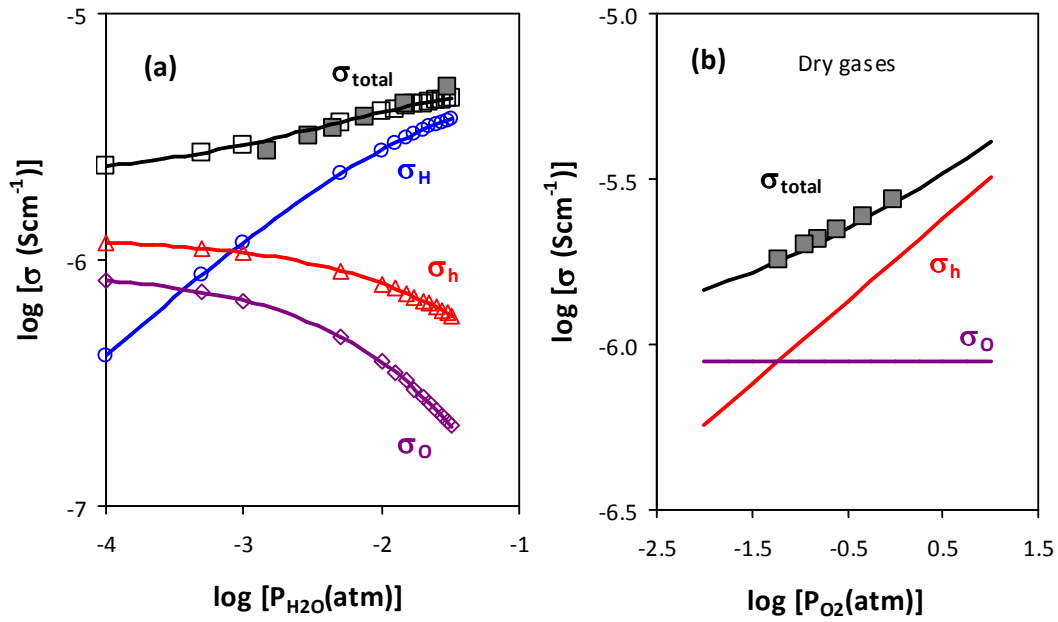 -5
(a)
σtotal
σH
-6
σh
σO
-7
-4
-3
-2
-1
log [σ (Scm-1)]
log [PH2O(atm)]
-5.0
(b)
Dry gases
σtotal
-5.5
σh
-6.0
σO
-6.5
-2.5
-1.5
-0.5
0.5
1.5
log [σ (Scm-1)]
log [PO2(atm)]